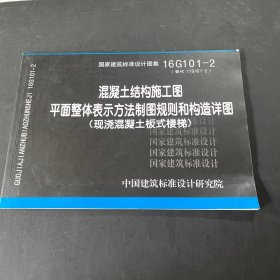 国家建筑标准设计图集 16G101-2
(替代 11G101-2)
混凝土结构施工图
平面整体表示方法制图规则和构造详图
(现浇混凝土板式楼梯)
国家建筑标准设计
国家建筑标准设计
国家建筑标准设计
国家建筑标准设计
中国建筑标准设计研究院
GUOJIAJIANZHUBIAOZHUNSHEJI 16G101-2